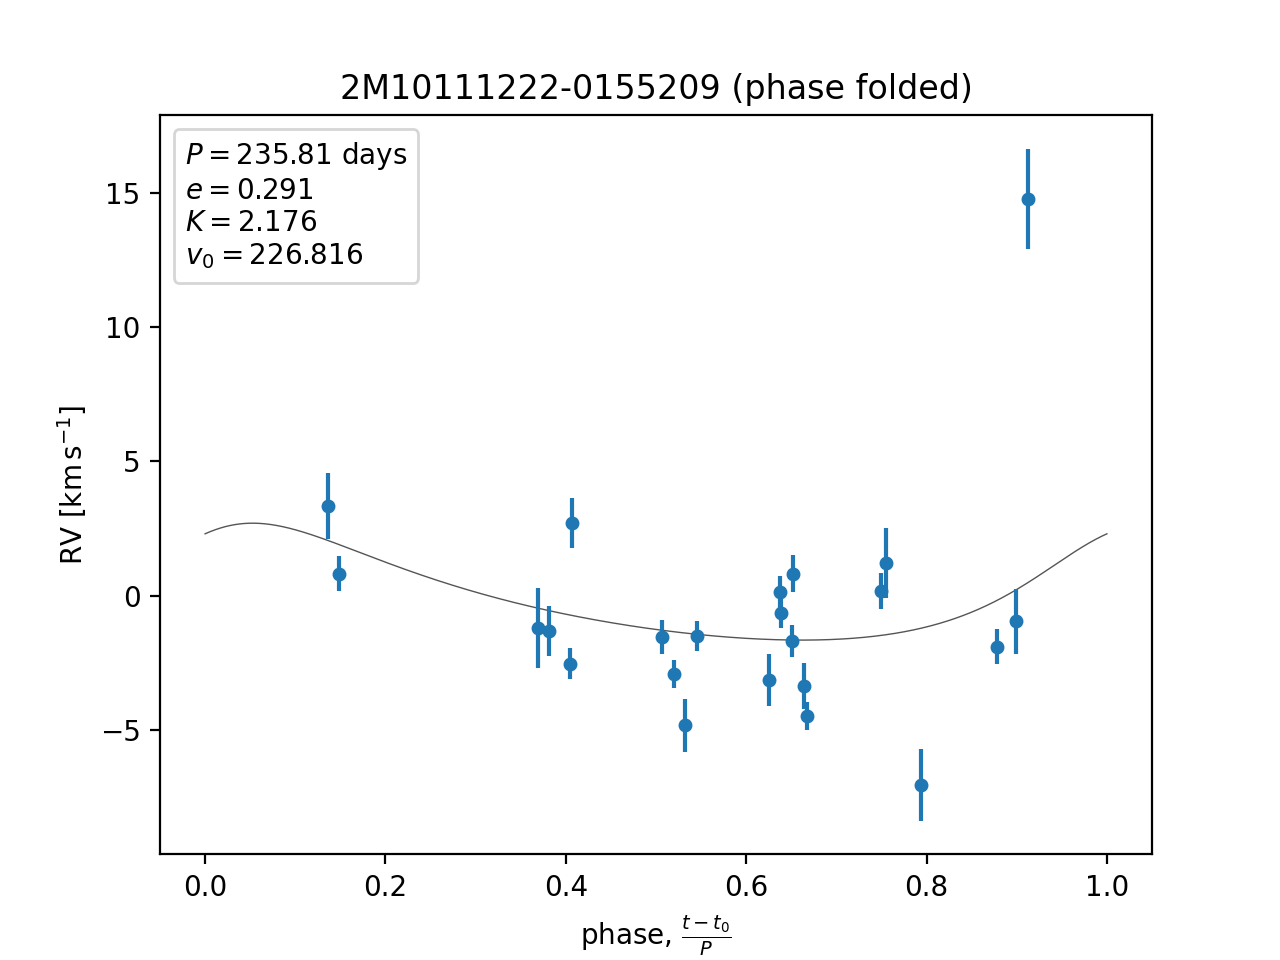 2M10111222-0155209 (phase folded)
P = 235.81 days
e = 0.291
K = 2.176
v₀ = 226.816
15
10
5
0
−5
RV [km s⁻¹]
0.0 0.2 0.4 0.6 0.8 1.0
phase, (t − t₀)/P